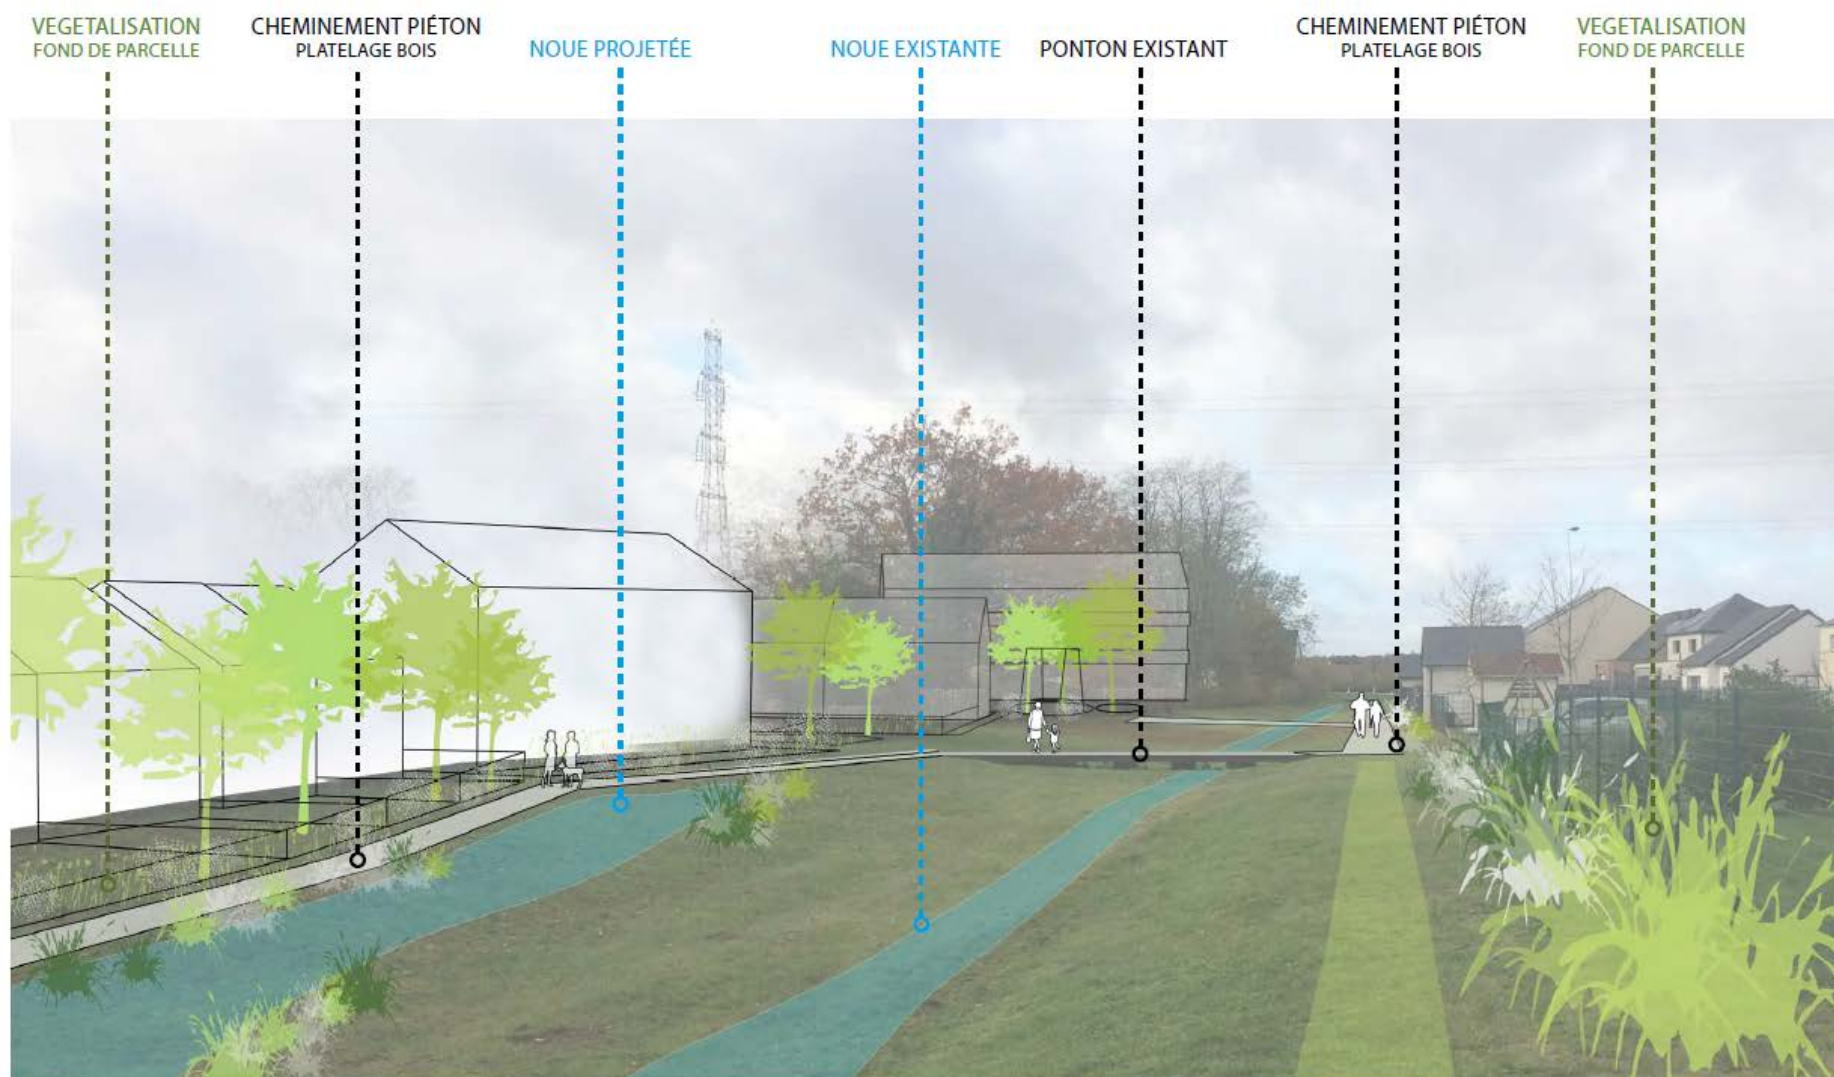 VEGETALISATION
FOND DE PARCELLE
CHEMINEMENT PIÉTON
PLATELAGE BOIS
NOUE PROJETÉE
NOUE EXISTANTE
PONTON EXISTANT
CHEMINEMENT PIÉTON
PLATELAGE BOIS
VEGETALISATION
FOND DE PARCELLE